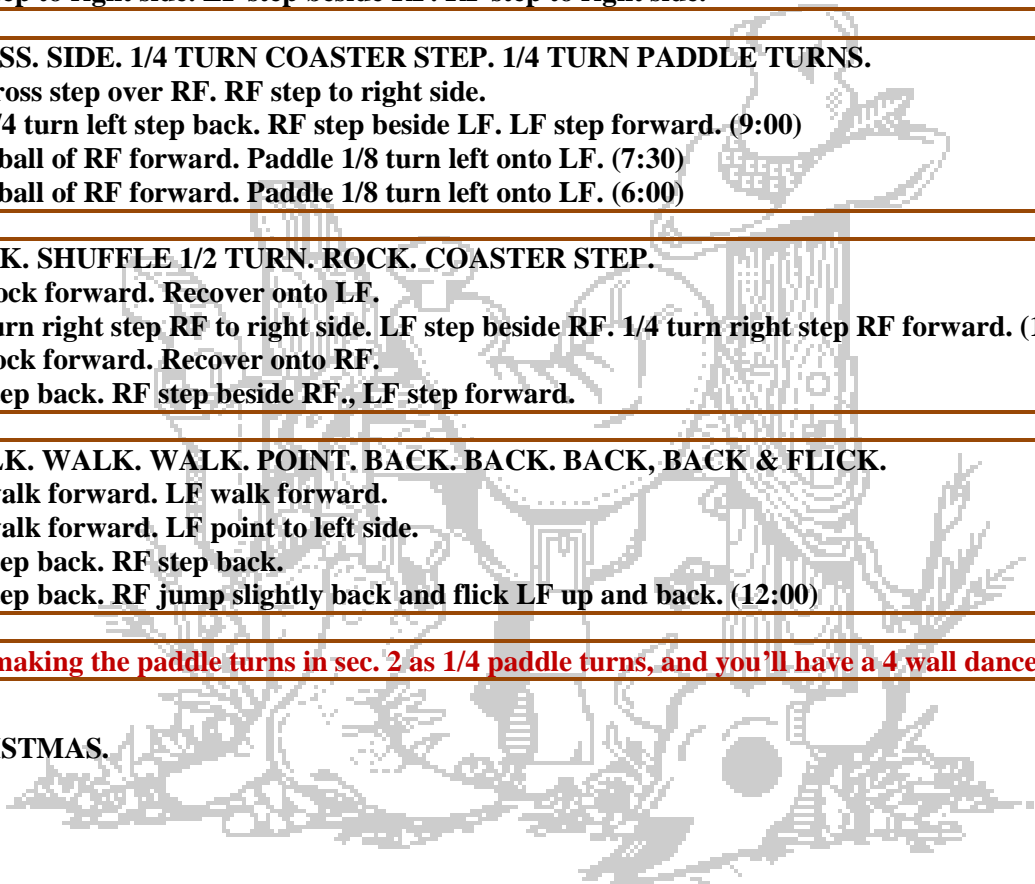 step to right side. LF step beside RF. RF step to right side.
SS. SIDE. 1/4 TURN COASTER STEP. 1/4 TURN PADDLE TURNS.
ross step over RF. RF step to right side.
/4 turn left step back. RF step beside LF. LF step forward. (9:00)
ball of RF forward. Paddle 1/8 turn left onto LF. (7:30)
ball of RF forward. Paddle 1/8 turn left onto LF. (6:00)
K. SHUFFLE 1/2 TURN. ROCK. COASTER STEP.
ock forward. Recover onto LF.
urn right step RF to right side. LF step beside RF. 1/4 turn right step RF forward. (1
ock forward. Recover onto RF.
ep back. RF step beside RF., LF step forward.
LK. WALK. WALK. POINT. BACK. BACK. BACK, BACK & FLICK.
walk forward. LF walk forward.
walk forward. LF point to left side.
ep back. RF step back.
ep back. RF jump slightly back and flick LF up and back. (12:00)
making the paddle turns in sec. 2 as 1/4 paddle turns, and you'll have a 4 wall dance
STMAS.